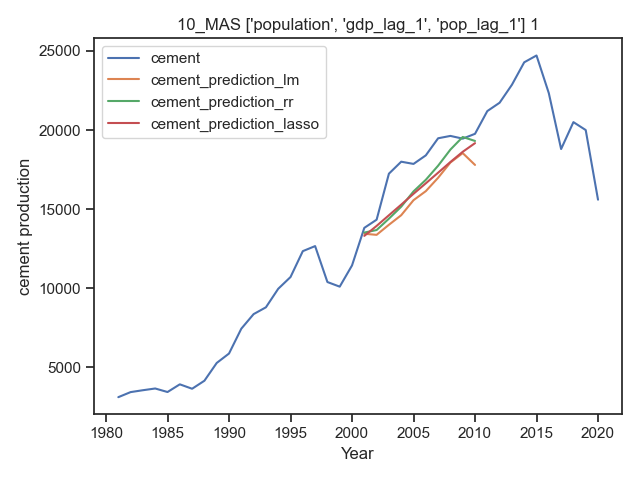 10_MAS ['population', 'gdp_lag_1', 'pop_lag_1'] 1
cement
cement_prediction_lm
cement_prediction_rr
cement_prediction_lasso
25000
20000
15000
10000
5000
cement production
1980 1985 1990 1995 2000 2005 2010 2015 2020
Year